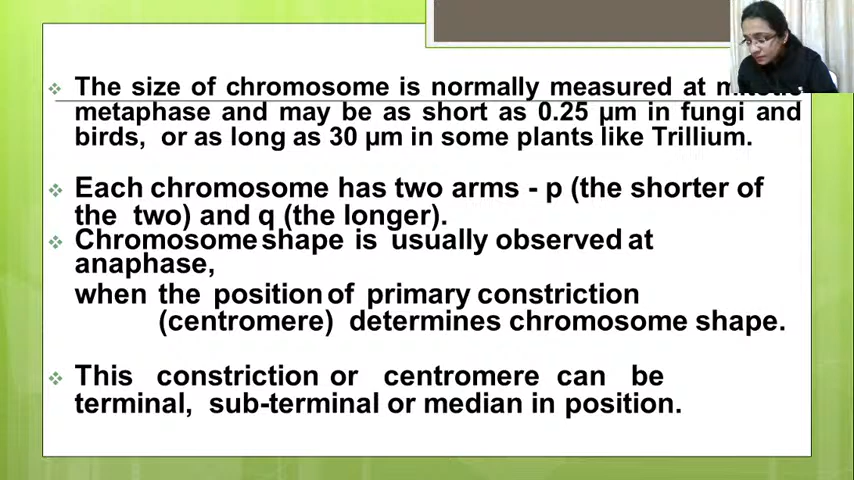 The size of chromosome is normally measured at
metaphase and may be as short as 0.25 µm in fungi and
birds, or as long as 30 µm in some plants like Trillium.
Each chromosome has two arms - p (the shorter of
the two) and q (the longer).
Chromosome shape is usually observed at
anaphase,
when the position of primary constriction
(centromere) determines chromosome shape.
This constriction or centromere can be
terminal, sub-terminal or median in position.